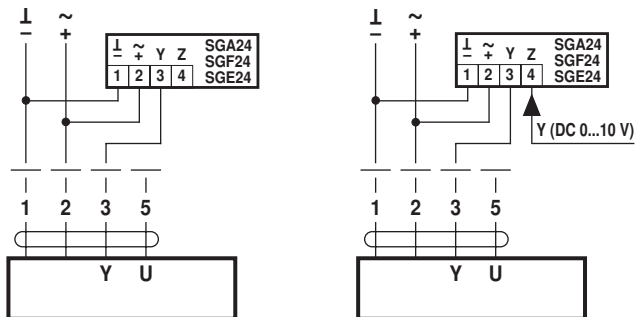 ⊥ ~
– +
⊥ ~ Y Z SGA24
– + SGF24
1 2 3 4 SGE24
1 2 3 5
Y U
⊥ ~
– +
⊥ ~ Y Z SGA24
– + SGF24
1 2 3 4 SGE24
Y (DC 0...10 V)
1 2 3 5
Y U